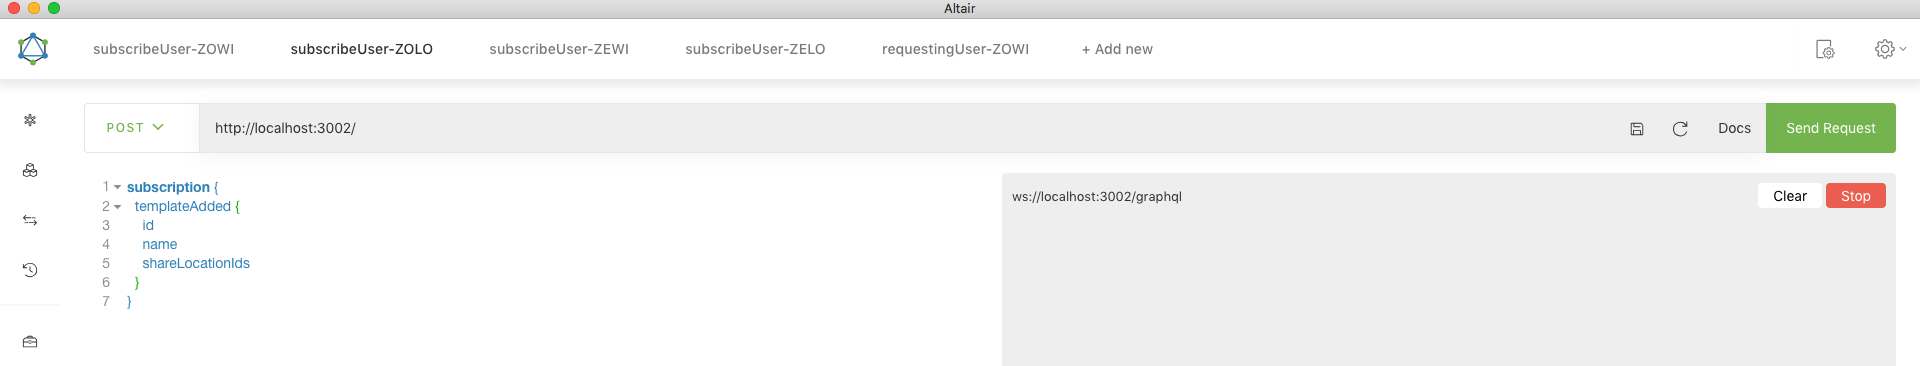 Altair
subscribeUser-ZOWI subscribeUser-ZOLO subscribeUser-ZEWI subscribeUser-ZELO requestingUser-ZOWI + Add new
POST http://localhost:3002/ Docs Send Request
1 subscription {
2 templateAdded {
3 id
4 name
5 shareLocationIds
6 }
7 }
ws://localhost:3002/graphql Clear Stop